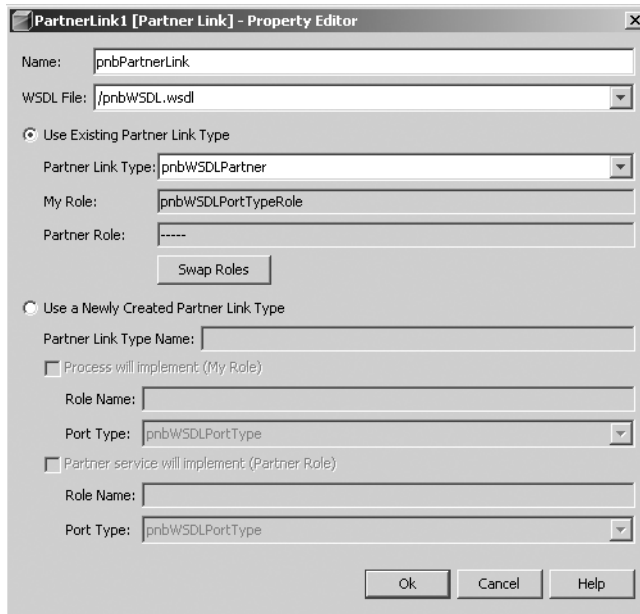 PartnerLink1 [Partner Link] - Property Editor
Name: pnbPartnerLink
WSDL File: /pnbWSDL.wsdl
Use Existing Partner Link Type
Partner Link Type: pnbWSDLPartner
My Role: pnbWSDLPortTypeRole
Partner Role: -----
Swap Roles
Use a Newly Created Partner Link Type
Partner Link Type Name:
Process will implement (My Role)
Role Name:
Port Type: pnbWSDLPortType
Partner service will implement (Partner Role)
Role Name:
Port Type: pnbWSDLPortType
Ok Cancel Help